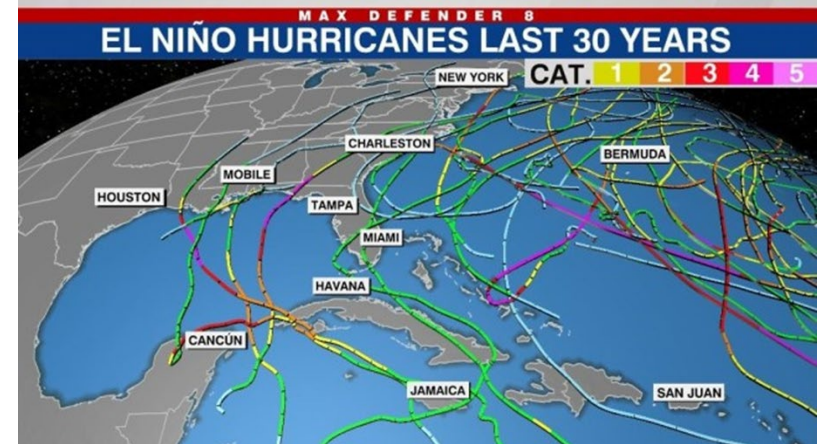 MAX DEFENDER 8
EL NIÑO HURRICANES LAST 30 YEARS
NEW YORK
CAT. 1 2 3 4 5
CHARLESTON
BERMUDA
MOBILE
HOUSTON
TAMPA
MIAMI
HAVANA
CANCÚN
JAMAICA
SAN JUAN